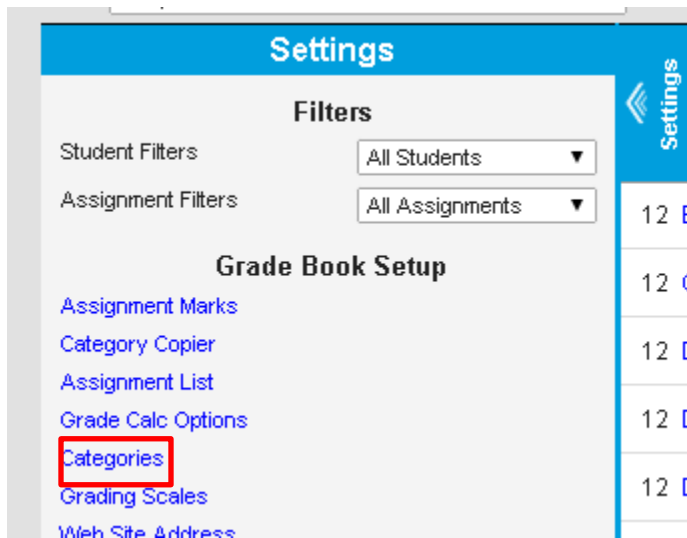 Settings
Settings
Filters
Student Filters All Students
Assignment Filters All Assignments
12
Grade Book Setup
12
Assignment Marks
Category Copier
12
Assignment List
Grade Calc Options
12
Categories
12
Grading Scales
Web Site Address